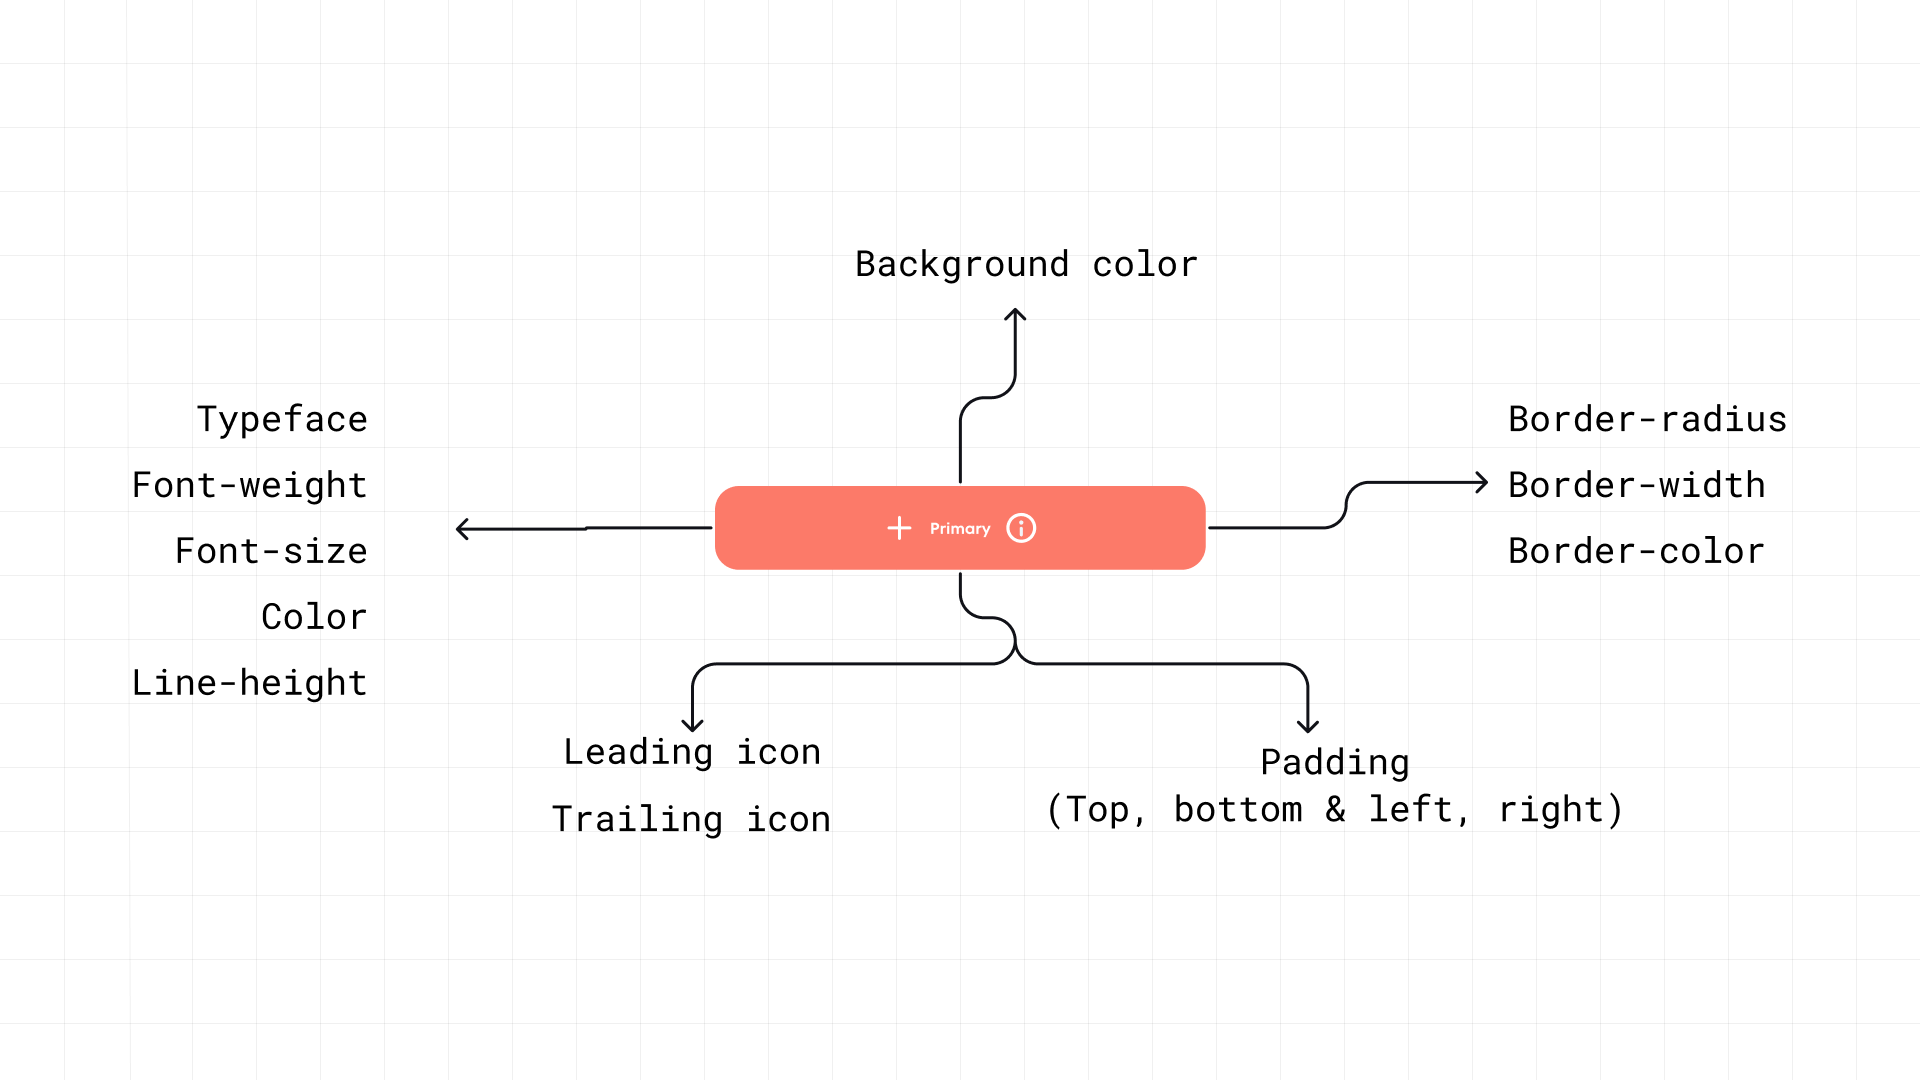 Background color
Typeface
Font-weight
Font-size
Color
Line-height
Primary
Border-radius
Border-width
Border-color
Leading icon
Trailing icon
Padding
(Top, bottom & left, right)